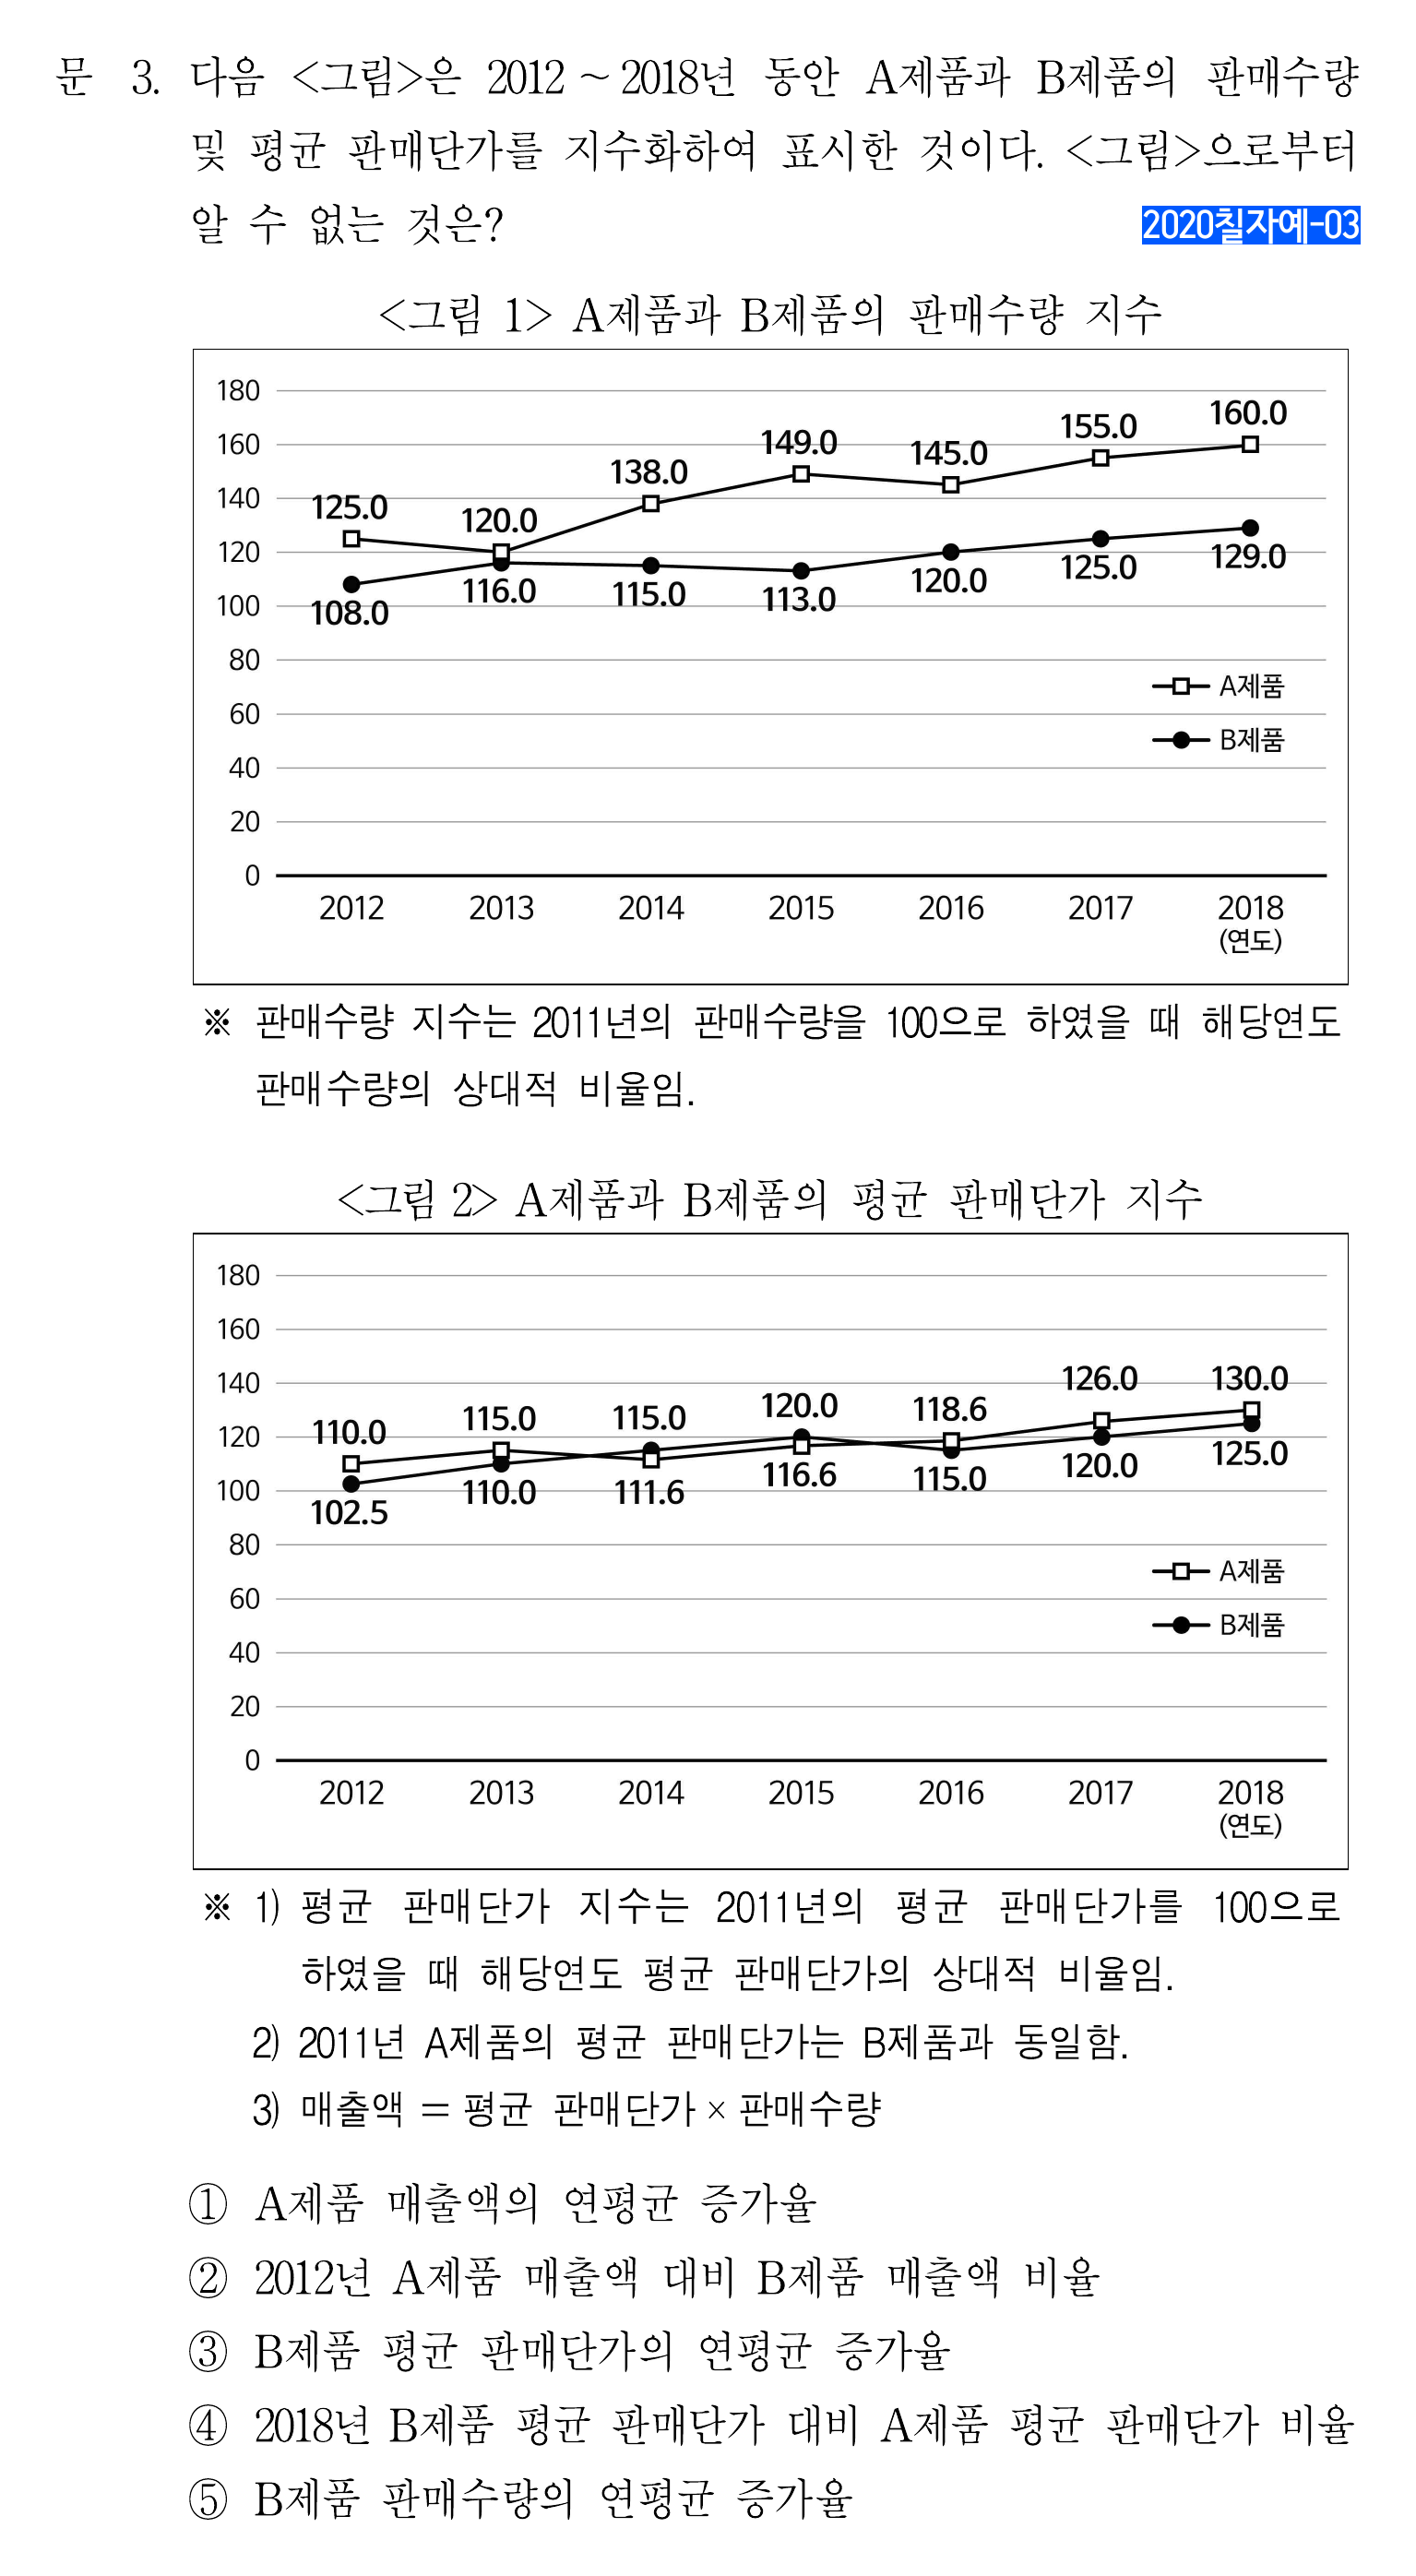 문 3. 다음 <그림>은 2012 ~ 2018년 동안 A제품과 B제품의 판매수량
및 평균 판매단가를 지수화하여 표시한 것이다. <그림>으로부터
알 수 없는 것은?
2020칠자예-03
<그림 1> A제품과 B제품의 판매수량 지수
180
160
140
120
100
80
60
40
20
0
125.0 120.0 138.0 149.0 145.0 155.0 160.0
108.0 116.0 115.0 113.0 120.0 125.0 129.0
A제품
B제품
2012 2013 2014 2015 2016 2017 2018
(연도)
※ 판매수량 지수는 2011년의 판매수량을 100으로 하였을 때 해당연도
판매수량의 상대적 비율임.
<그림 2> A제품과 B제품의 평균 판매단가 지수
180
160
140
120
100
80
60
40
20
0
110.0 115.0 115.0 120.0 118.6 126.0 130.0
102.5 110.0 111.6 116.6 115.0 120.0 125.0
A제품
B제품
2012 2013 2014 2015 2016 2017 2018
(연도)
※ 1) 평균 판매단가 지수는 2011년의 평균 판매단가를 100으로
하였을 때 해당연도 평균 판매단가의 상대적 비율임.
2) 2011년 A제품의 평균 판매단가는 B제품과 동일함.
3) 매출액 = 평균 판매단가 × 판매수량
① A제품 매출액의 연평균 증가율
② 2012년 A제품 매출액 대비 B제품 매출액 비율
③ B제품 평균 판매단가의 연평균 증가율
④ 2018년 B제품 평균 판매단가 대비 A제품 평균 판매단가 비율
⑤ B제품 판매수량의 연평균 증가율